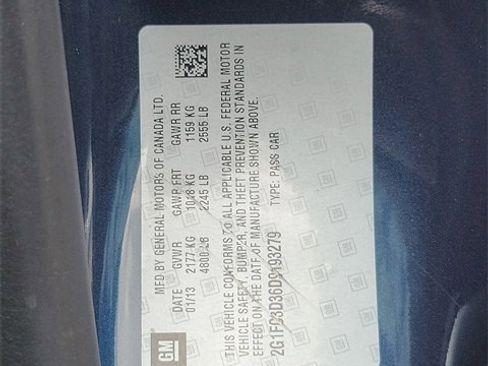 MFD BY GENERAL MOTORS OF CANADA LTD.
DATE GVWR GAWR FRT GAWR RR
01/13 2177 KG 1018 KG 1159 KG
4800 LB 2245 LB 2555 LB
THIS VEHICLE CONFORMS TO ALL APPLICABLE U.S. FEDERAL MOTOR
VEHICLE SAFETY, BUMPER, AND THEFT PREVENTION STANDARDS IN
EFFECT ON THE DATE OF MANUFACTURE SHOWN ABOVE.
2G1FD3D36D9193279 TYPE: PASS CAR
GM